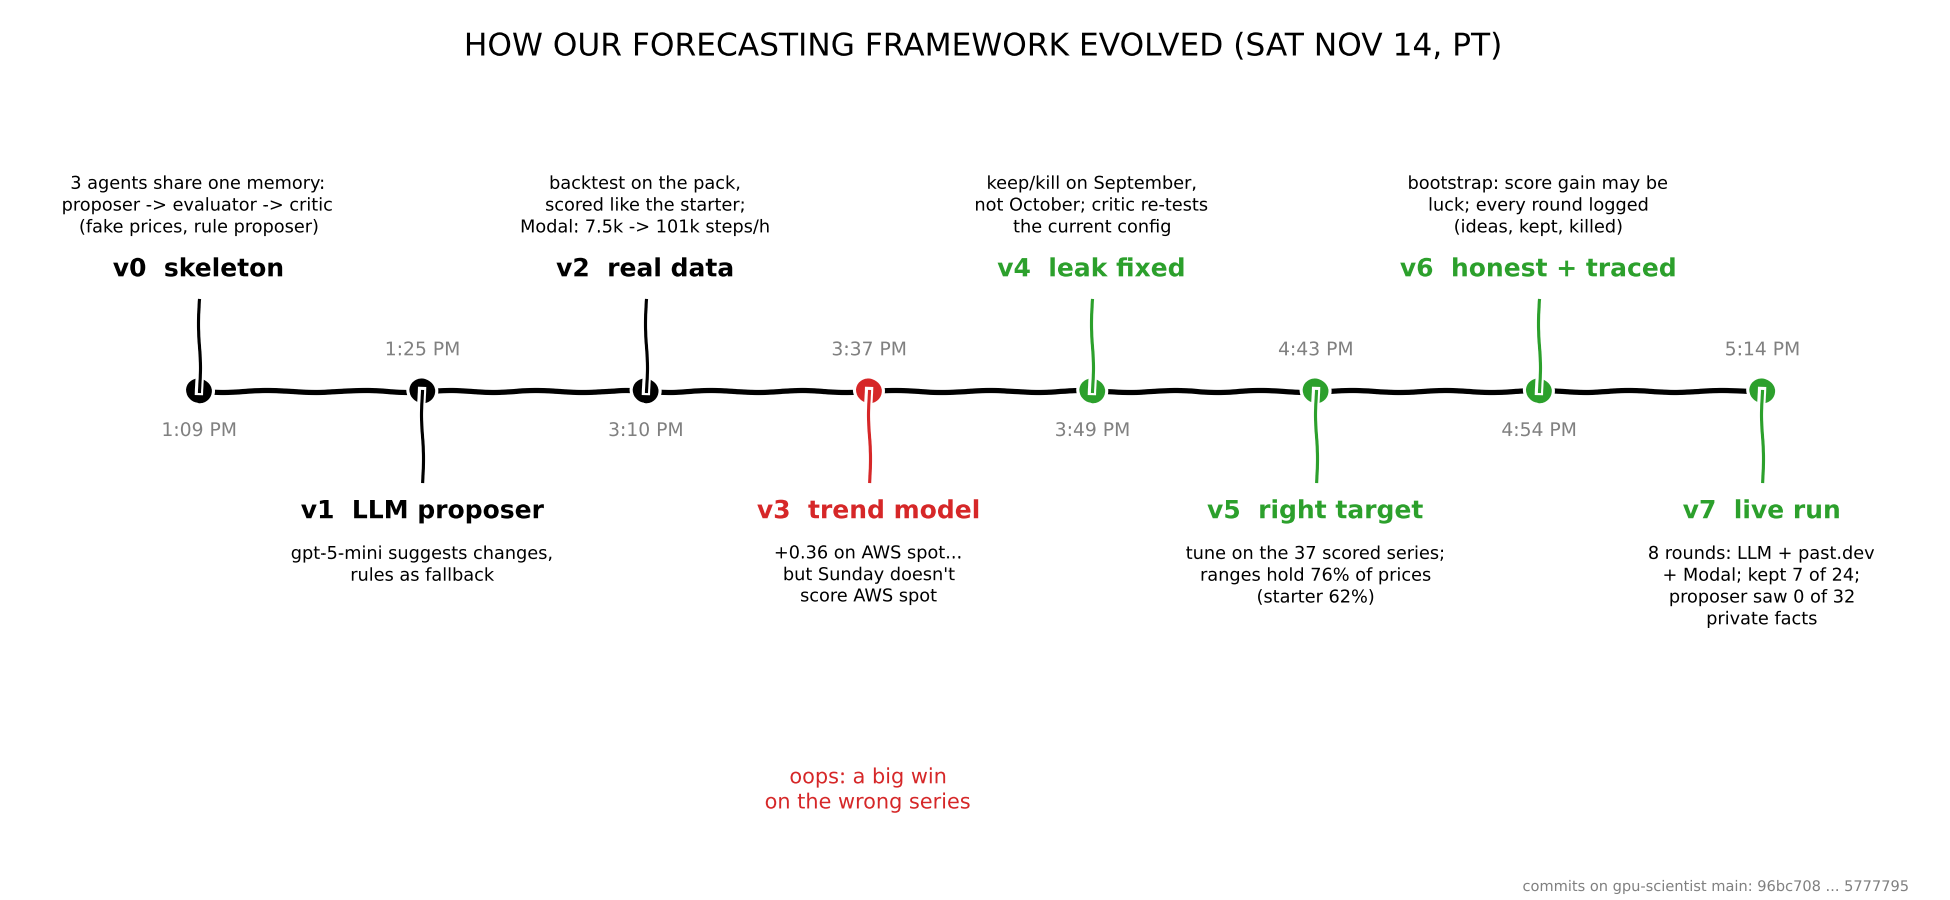 HOW OUR FORECASTING FRAMEWORK EVOLVED (SAT NOV 14, PT)
3 agents share one memory:
proposer -> evaluator -> critic
(fake prices, rule proposer)
v0 skeleton
1:09 PM
1:25 PM
v1 LLM proposer
gpt-5-mini suggests changes,
rules as fallback
backtest on the pack,
scored like the starter;
Modal: 7.5k -> 101k steps/h
v2 real data
3:10 PM
3:37 PM
v3 trend model
+0.36 on AWS spot...
but Sunday doesn't
score AWS spot
oops: a big win
on the wrong series
keep/kill on September,
not October; critic re-tests
the current config
v4 leak fixed
3:49 PM
4:43 PM
v5 right target
tune on the 37 scored series;
ranges hold 76% of prices
(starter 62%)
bootstrap: score gain may be
luck; every round logged
(ideas, kept, killed)
v6 honest + traced
4:54 PM
5:14 PM
v7 live run
8 rounds: LLM + past.dev
+ Modal; kept 7 of 24;
proposer saw 0 of 32
private facts
commits on gpu-scientist main: 96bc708 ... 5777795